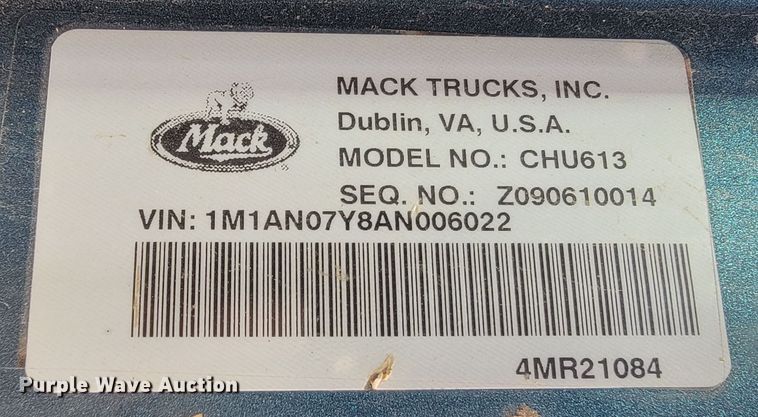 Mack
MACK TRUCKS, INC.
Dublin, VA, U.S.A.
MODEL NO.: CHU613
SEQ. NO.: Z090610014
VIN: 1M1AN07Y8AN006022
4MR21084
Purple Wave Auction